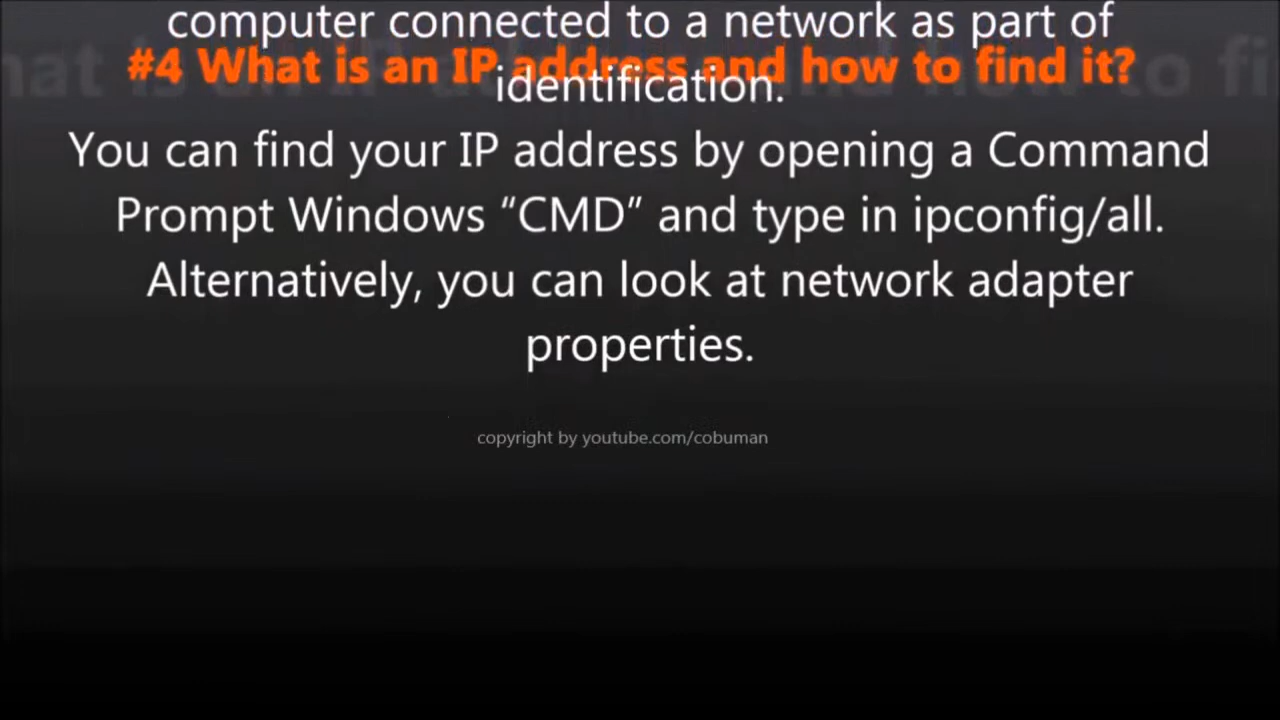 computer connected to a network as part of
#4 What is an IP address and how to find it?
identification.
You can find your IP address by opening a Command
Prompt Windows “CMD” and type in ipconfig/all.
Alternatively, you can look at network adapter
properties.
copyright by youtube.com/cobuman